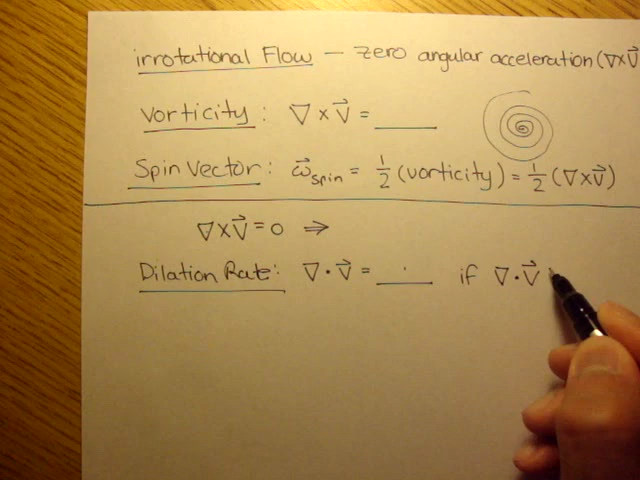 irrotational Flow — zero angular acceleration (∇×V⃗
Vorticity: ∇×V⃗ = ____
Spin Vector: ω⃗spin = 1/2 (vorticity) = 1/2 (∇×V⃗)
∇×V⃗ = 0 ⇒
Dilation Rate: ∇·V⃗ = ____ if ∇·V⃗